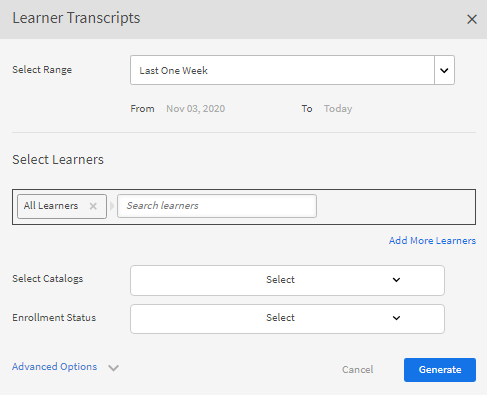 Learner Transcripts
Select Range
Last One Week
From Nov 03, 2020 To Today
Select Learners
All Learners Search learners
Add More Learners
Select Catalogs Select
Enrollment Status Select
Advanced Options Cancel Generate